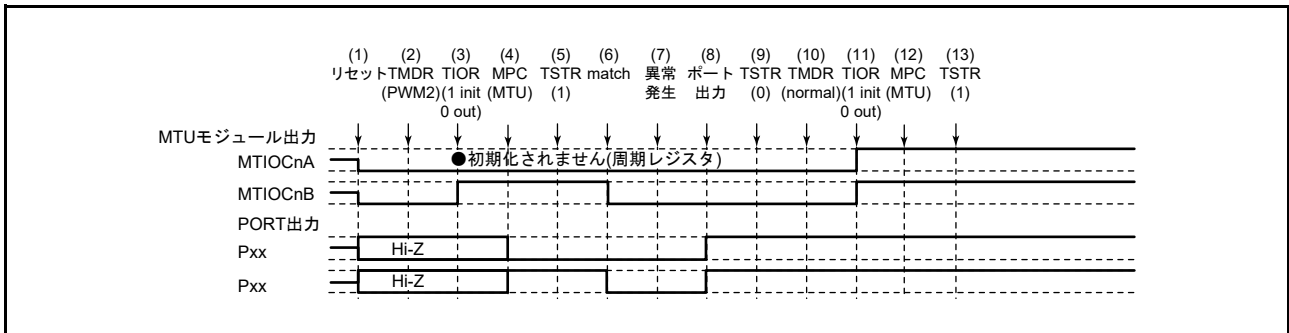 (1) (2) (3) (4) (5) (6) (7) (8) (9) (10) (11) (12) (13)
リセット TMDR TIOR MPC TSTR match 異常 ポート TSTR TMDR TIOR MPC TSTR
(PWM2) (1 init (MTU) (1) 発生 出力 (0) (normal) (1 init (MTU) (1)
0 out) 0 out)
MTUモジュール出力
MTIOCnA ●初期化されません(周期レジスタ)
MTIOCnB
PORT出力
Pxx Hi-Z
Pxx Hi-Z